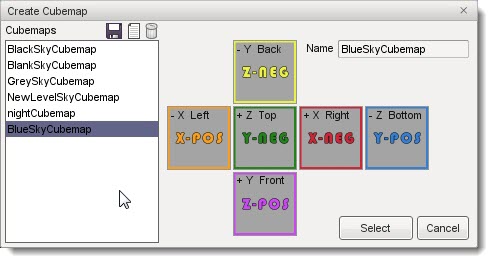 Create Cubemap
Cubemaps
BlackSkyCubemap
BlankSkyCubemap
GreySkyCubemap
NewLevelSkyCubemap
nightCubemap
BlueSkyCubemap
- Y Back
Z-NEG
Name BlueSkyCubemap
- X Left
X-POS
+ Z Top
Y-NEG
+ X Right
X-NEG
- Z Bottom
Y-POS
+ Y Front
Z-POS
Select
Cancel